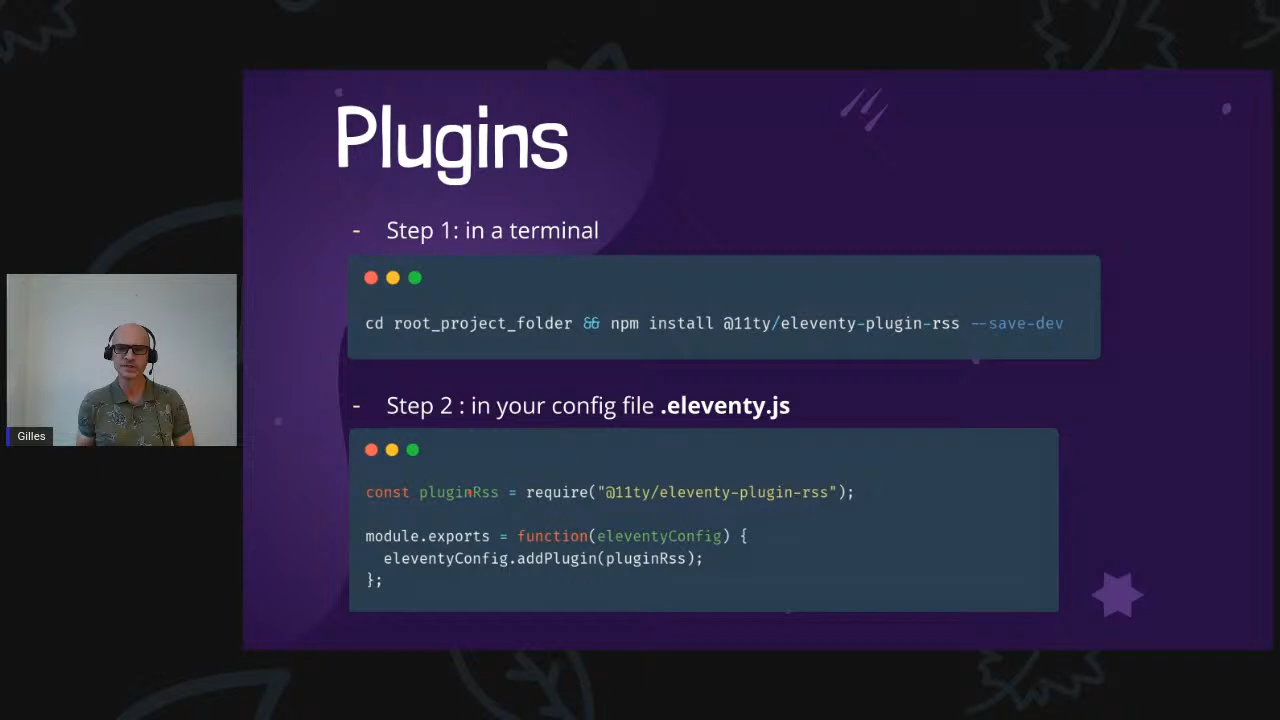 Plugins
- Step 1: in a terminal
cd root_project_folder && npm install @11ty/eleventy-plugin-rss --save-dev
- Step 2 : in your config file .eleventy.js
const pluginRss = require("@11ty/eleventy-plugin-rss");
module.exports = function(eleventyConfig) {
eleventyConfig.addPlugin(pluginRss);
};
Gilles